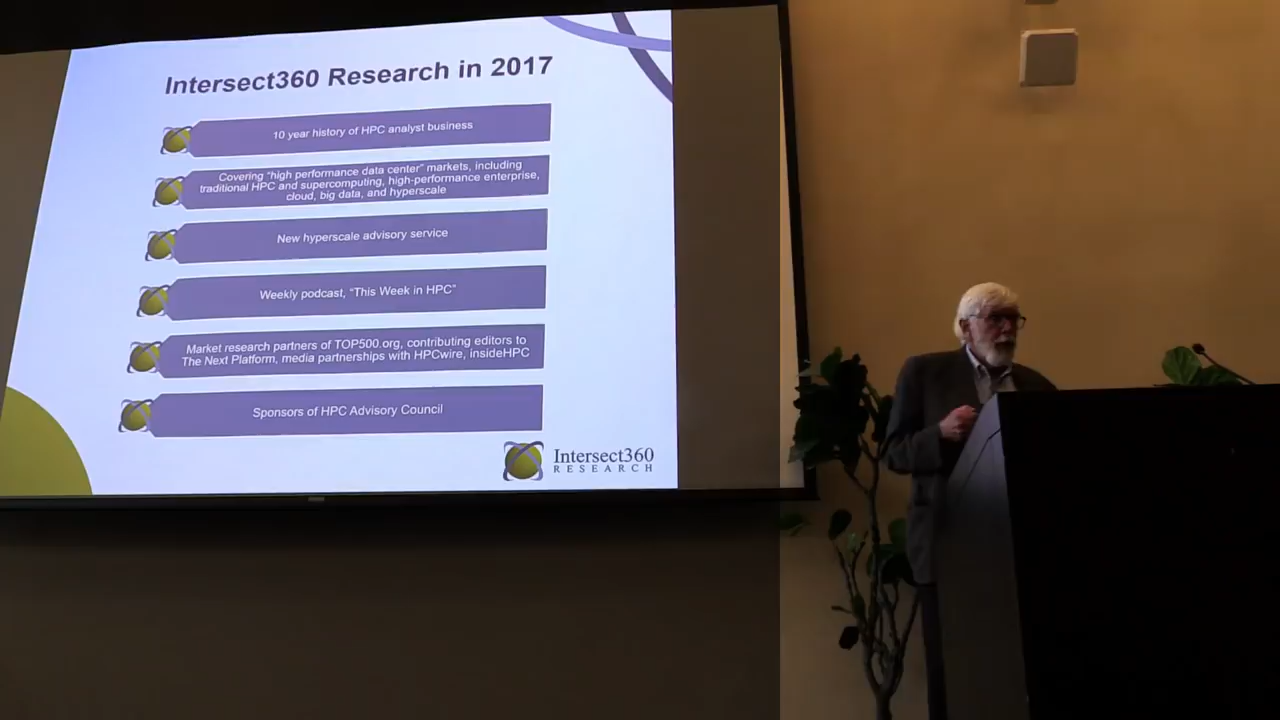 Intersect360 Research in 2017
10 year history of HPC analyst business
Covering "high performance data center" markets, including
traditional HPC and supercomputing, high-performance enterprise,
cloud, big data, and hyperscale
New hyperscale advisory service
Weekly podcast, "This Week in HPC"
Market research partners of TOP500.org, contributing editors to
The Next Platform, media partnerships with HPCwire, insideHPC
Sponsors of HPC Advisory Council
Intersect360
RESEARCH